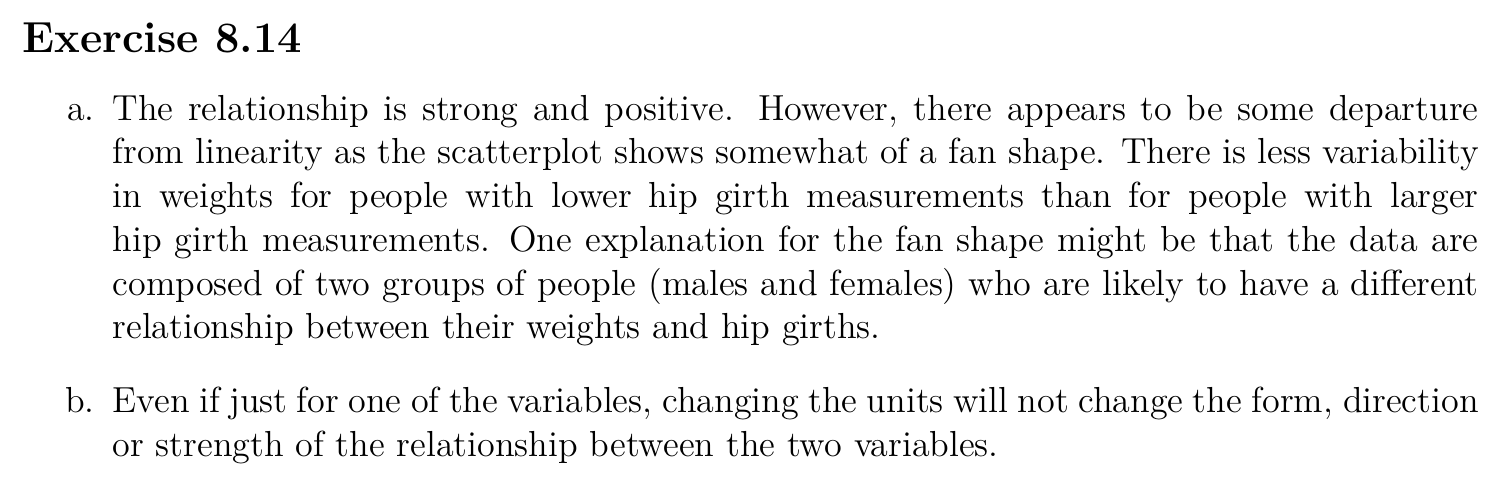 Exercise 8.14
a. The relationship is strong and positive. However, there appears to be some departure
from linearity as the scatterplot shows somewhat of a fan shape. There is less variability
in weights for people with lower hip girth measurements than for people with larger
hip girth measurements. One explanation for the fan shape might be that the data are
composed of two groups of people (males and females) who are likely to have a different
relationship between their weights and hip girths.
b. Even if just for one of the variables, changing the units will not change the form, direction
or strength of the relationship between the two variables.